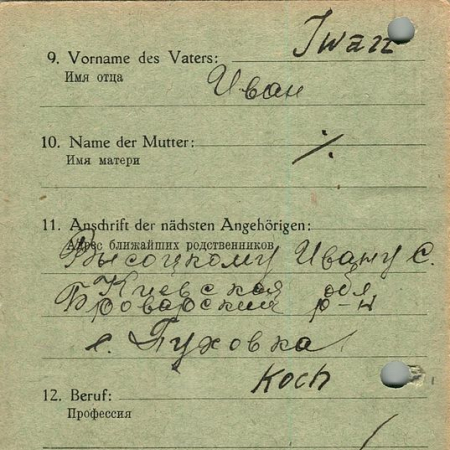 Iwan
9. Vorname des Vaters:
Имя отца
Иван
10. Name der Mutter:
Имя матери
./.
11. Anschrift der nächsten Angehörigen:
Адрес ближайших родственников
Высоцкому Ивану С.
Киевская обл
Броварский р-н
с. Пуховка
Koch
12. Beruf:
Профессия